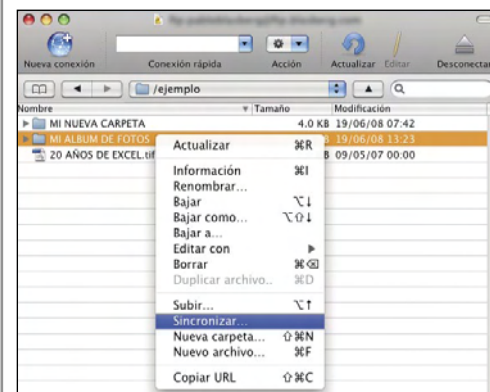 Nueva conexión Conexión rápida Acción Actualizar Editar Desconectar
/ejemplo
Nombre Tamaño Modificación
MI NUEVA CARPETA 4.0 KB 19/06/08 07:42
MI ALBUM DE FOTOS B 19/06/08 13:23
20 AÑOS DE EXCEL.tif B 09/05/07 00:00
Actualizar ⌘R
Información ⌘I
Renombrar...
Bajar ⌥↓
Bajar como... ⌥⇧↓
Bajar a...
Editar con ▶
Borrar ⌘⌫
Duplicar archivo.. ⌘D
Subir... ⌥↑
Sincronizar...
Nueva carpeta... ⇧⌘N
Nuevo archivo... ⌘F
Copiar URL ⇧⌘C